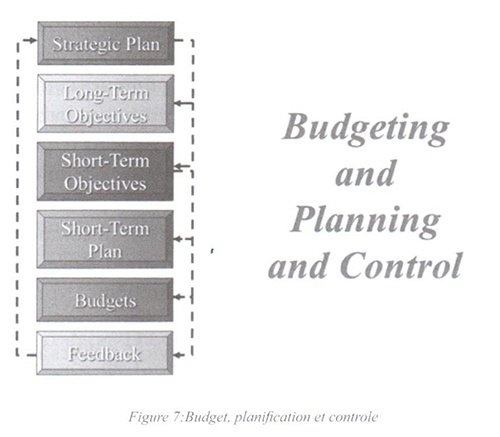 Strategic Plan
Long-Term
Objectives
Short-Term
Objectives
Short-Term
Plan
Budgets
Feedback
Budgeting
and
Planning
and Control
Figure 7:Budget, planification et controle